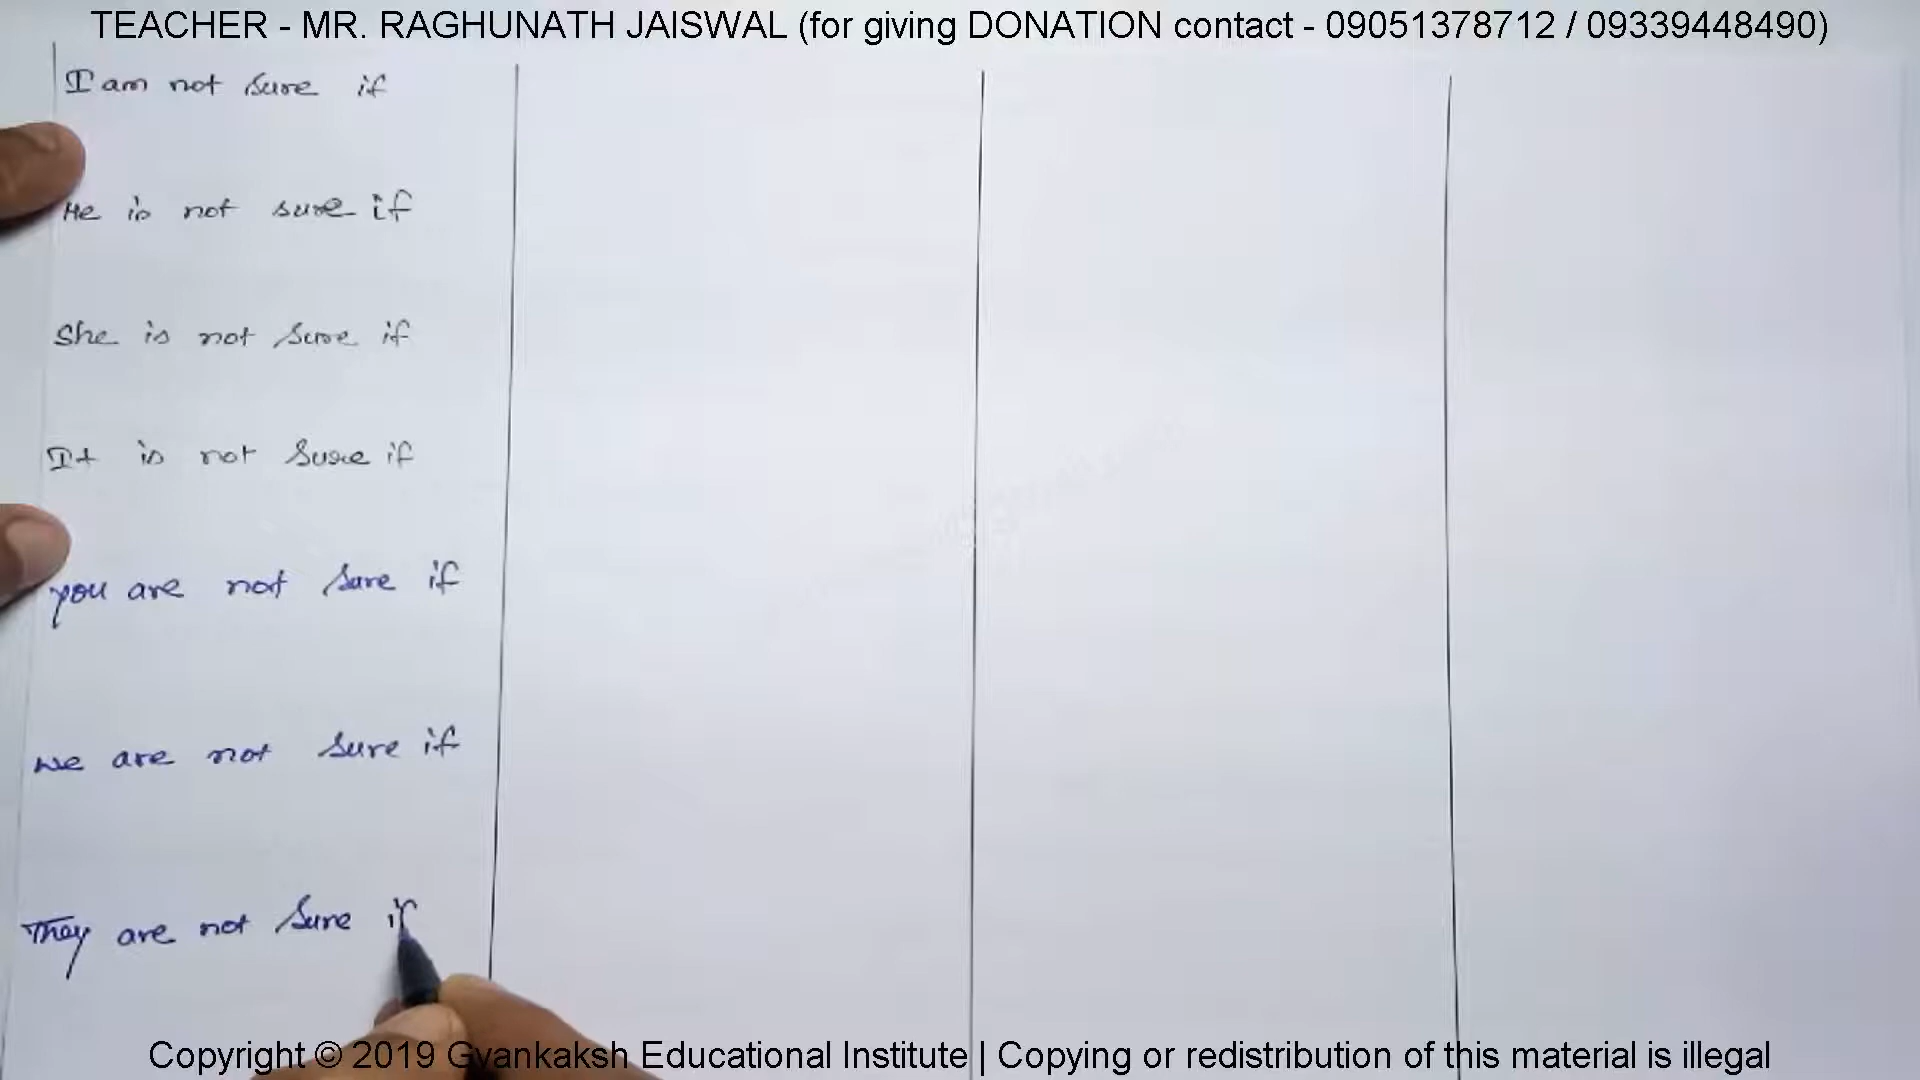 TEACHER - MR. RAGHUNATH JAISWAL (for giving DONATION contact - 09051378712 / 09339448490)
I am not sure if
He is not sure if
She is not sure if
It is not sure if
you are not sure if
we are not sure if
They are not sure if
Copyright © 2019 Gyankaksh Educational Institute | Copying or redistribution of this material is illegal